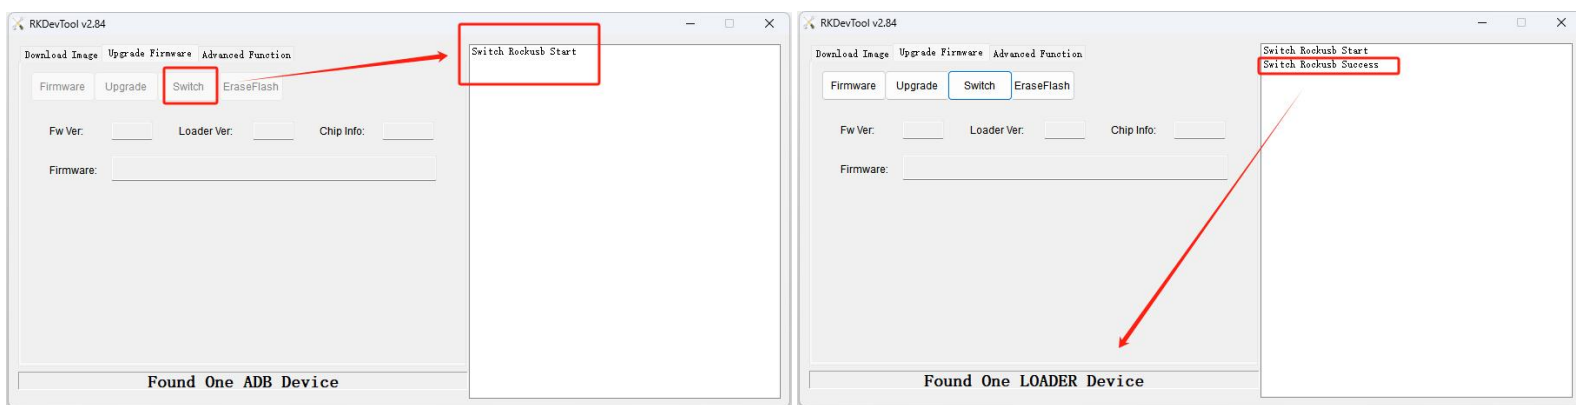 RKDevTool v2.84
Download Image Upgrade Firmware Advanced Function
Firmware Upgrade Switch EraseFlash
Fw Ver: Loader Ver: Chip Info:
Firmware:
Switch Rockusb Start
Found One ADB Device
RKDevTool v2.84
Download Image Upgrade Firmware Advanced Function
Firmware Upgrade Switch EraseFlash
Fw Ver: Loader Ver: Chip Info:
Firmware:
Switch Rockusb Start
Switch Rockusb Success
Found One LOADER Device